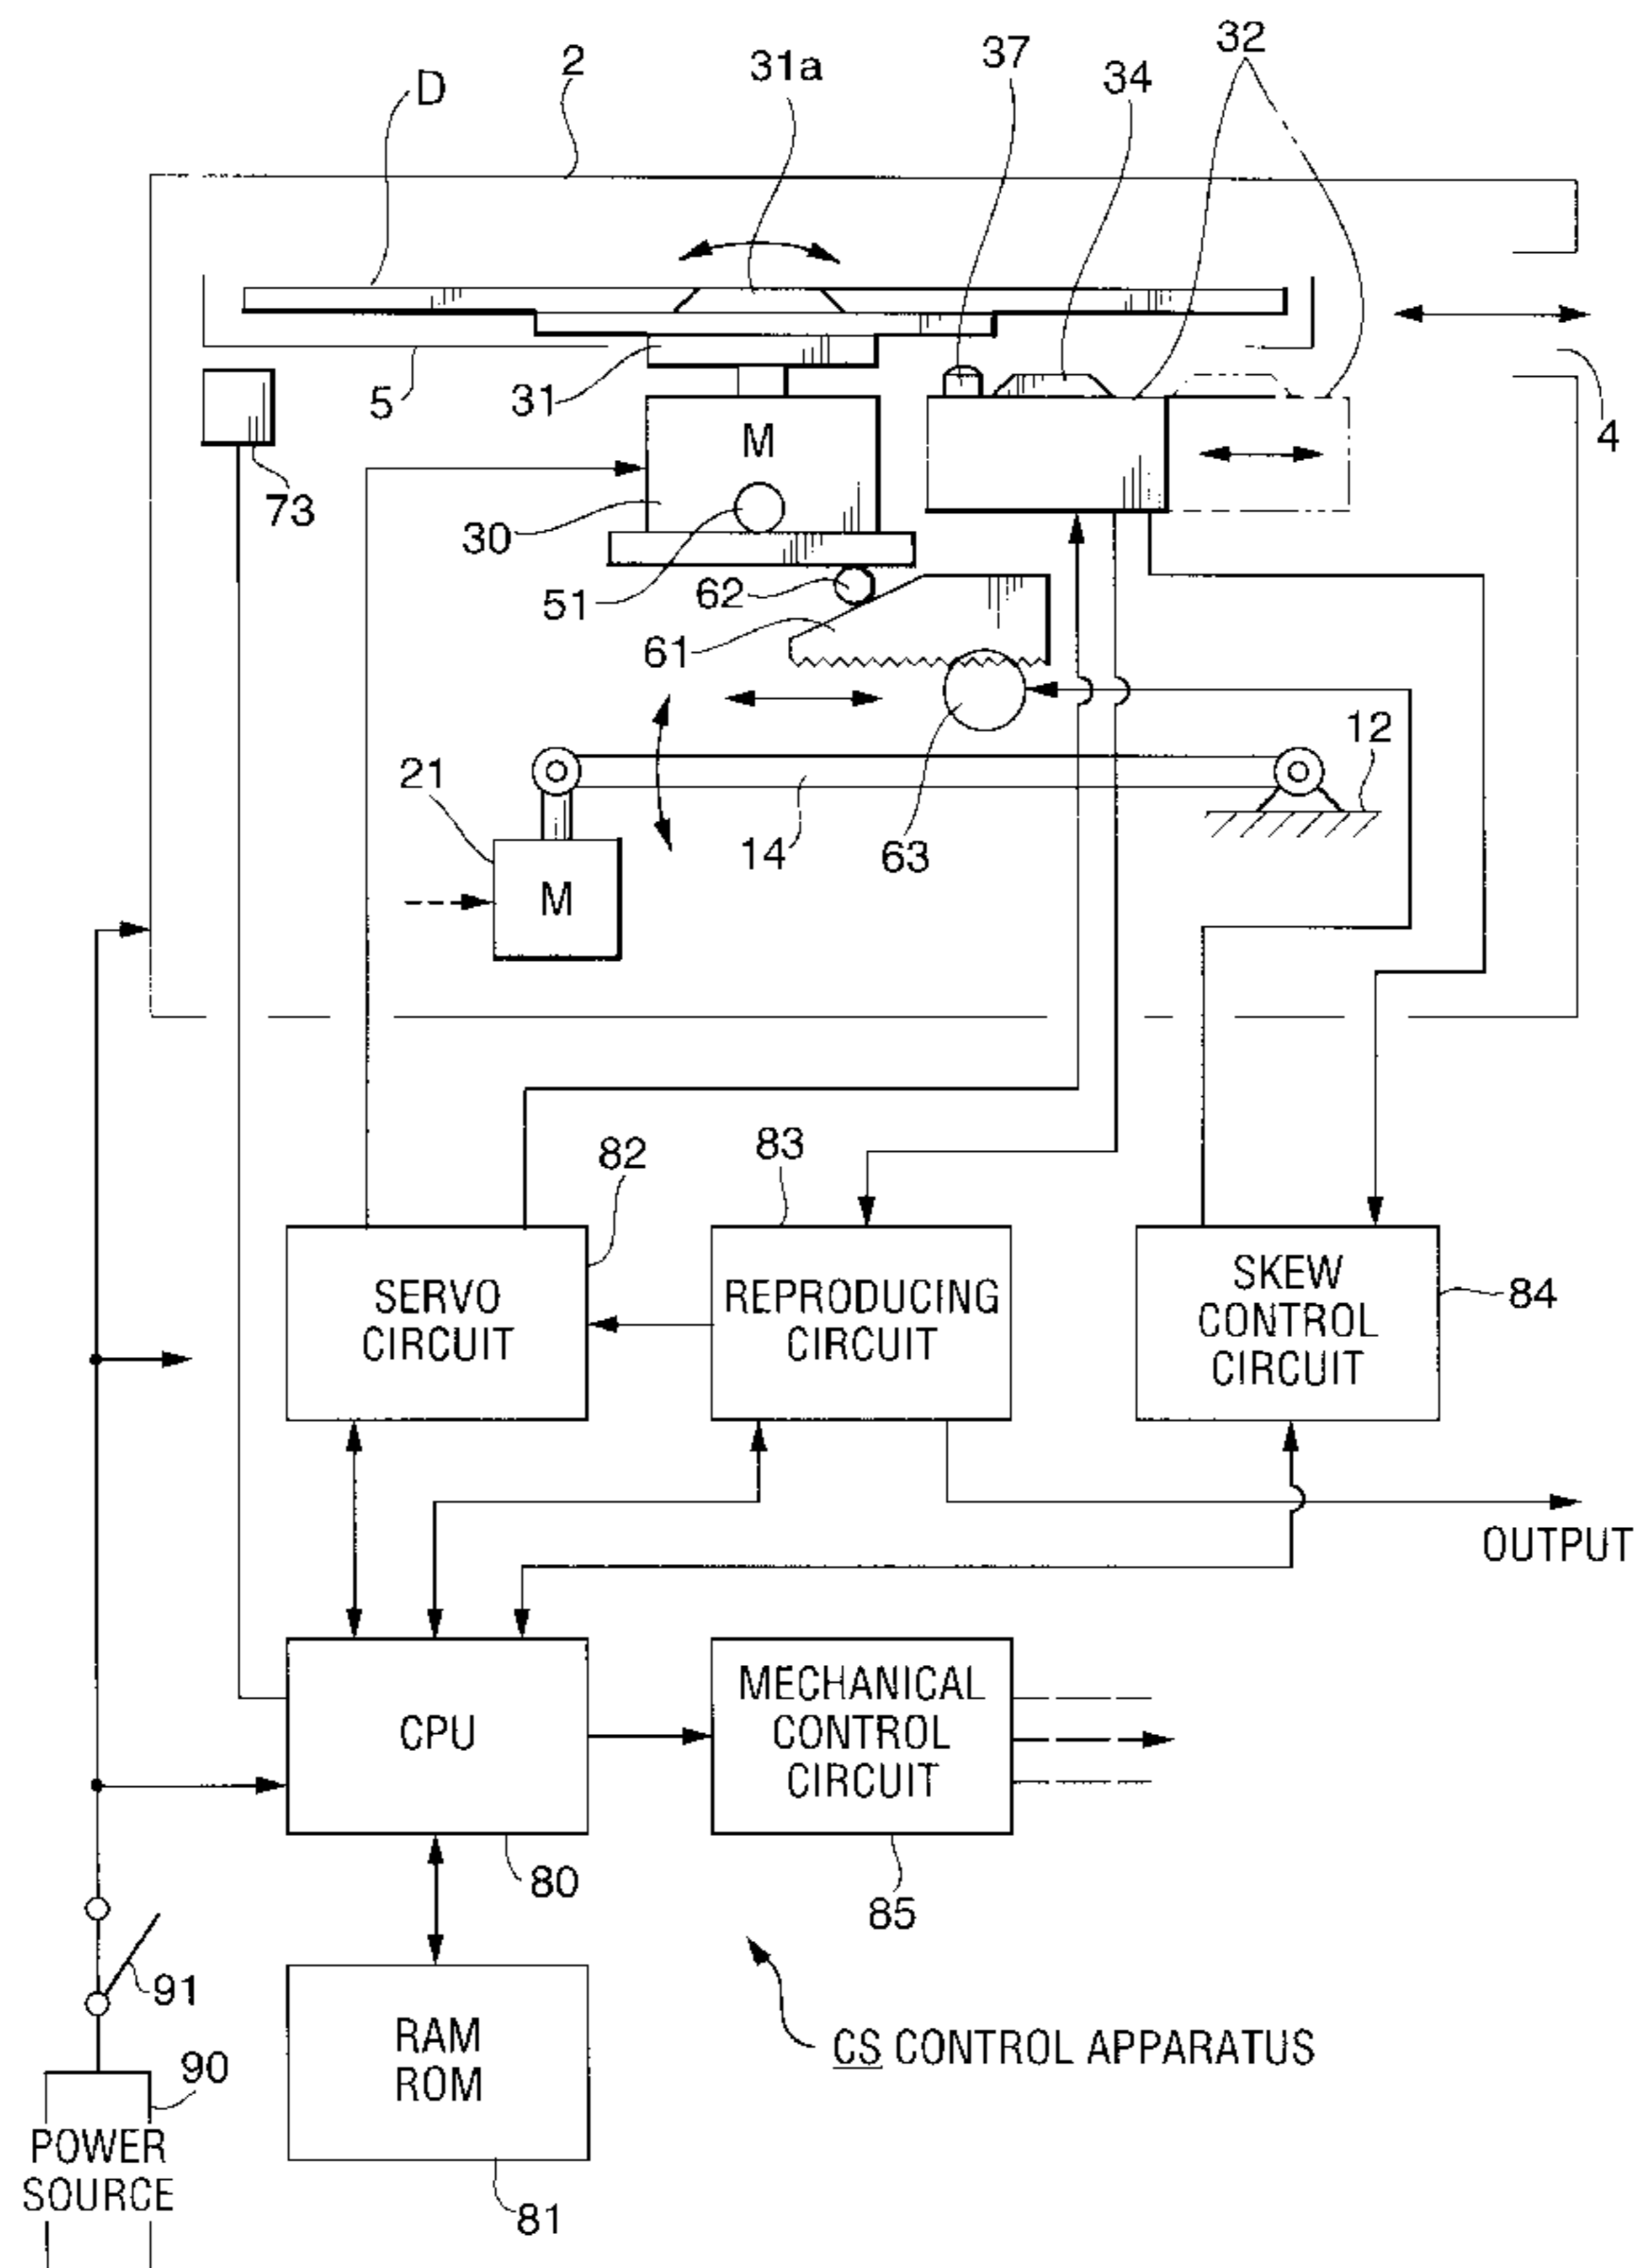 32
37
2
31a
34
D
5
31
M
4
73
30
51
62
61
12
21
14
63
M
82
83
SERVO
CIRCUIT
REPRODUCING
CIRCUIT
SKEW
CONTROL
CIRCUIT
84
OUTPUT
CPU
MECHANICAL
CONTROL
CIRCUIT
80
85
91
RAM
ROM
CS CONTROL APPARATUS
90
POWER
SOURCE
81